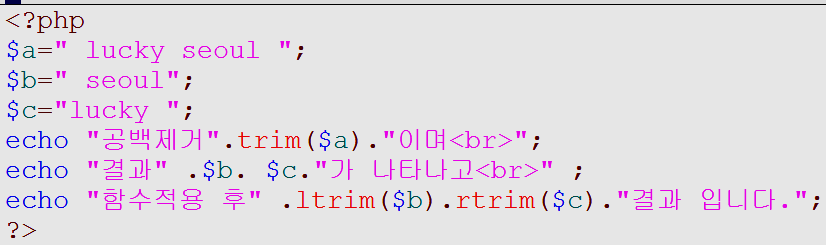 <?php
$a=" lucky seoul ";
$b=" seoul";
$c="lucky ";
echo "공백제거".trim($a)."이며<br>";
echo "결과" .$b. $c."가 나타나고<br>" ;
echo "함수적용 후" .ltrim($b).rtrim($c)."결과 입니다.";
?>